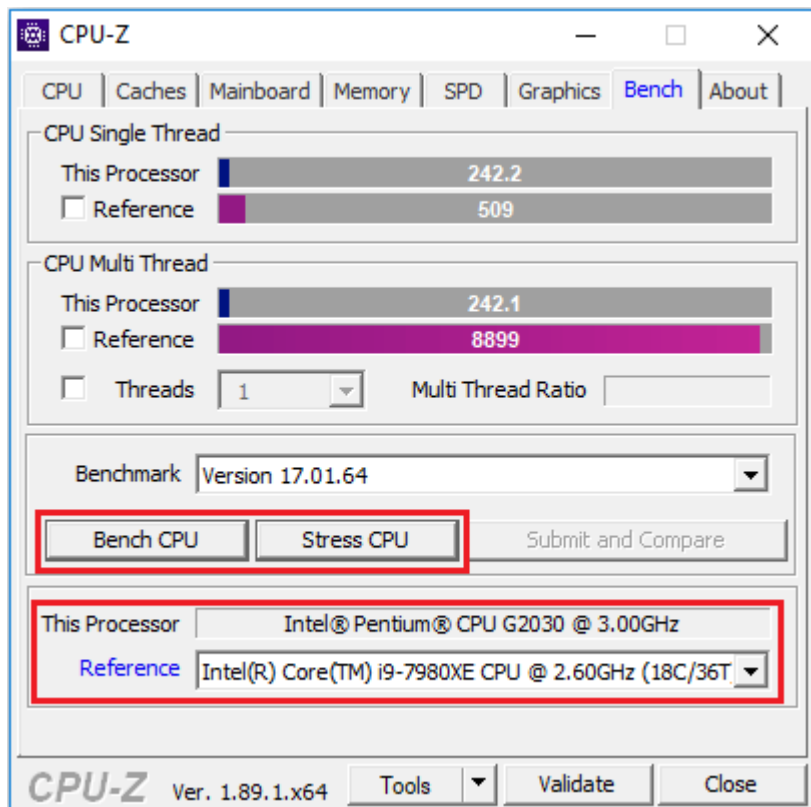 CPU-Z
CPU Caches Mainboard Memory SPD Graphics Bench About
CPU Single Thread
This Processor 242.2
Reference 509
CPU Multi Thread
This Processor 242.1
Reference 8899
Threads 1 Multi Thread Ratio
Benchmark Version 17.01.64
Bench CPU Stress CPU Submit and Compare
This Processor Intel® Pentium® CPU G2030 @ 3.00GHz
Reference Intel(R) Core(TM) i9-7980XE CPU @ 2.60GHz (18C/36T
CPU-Z Ver. 1.89.1.x64 Tools Validate Close